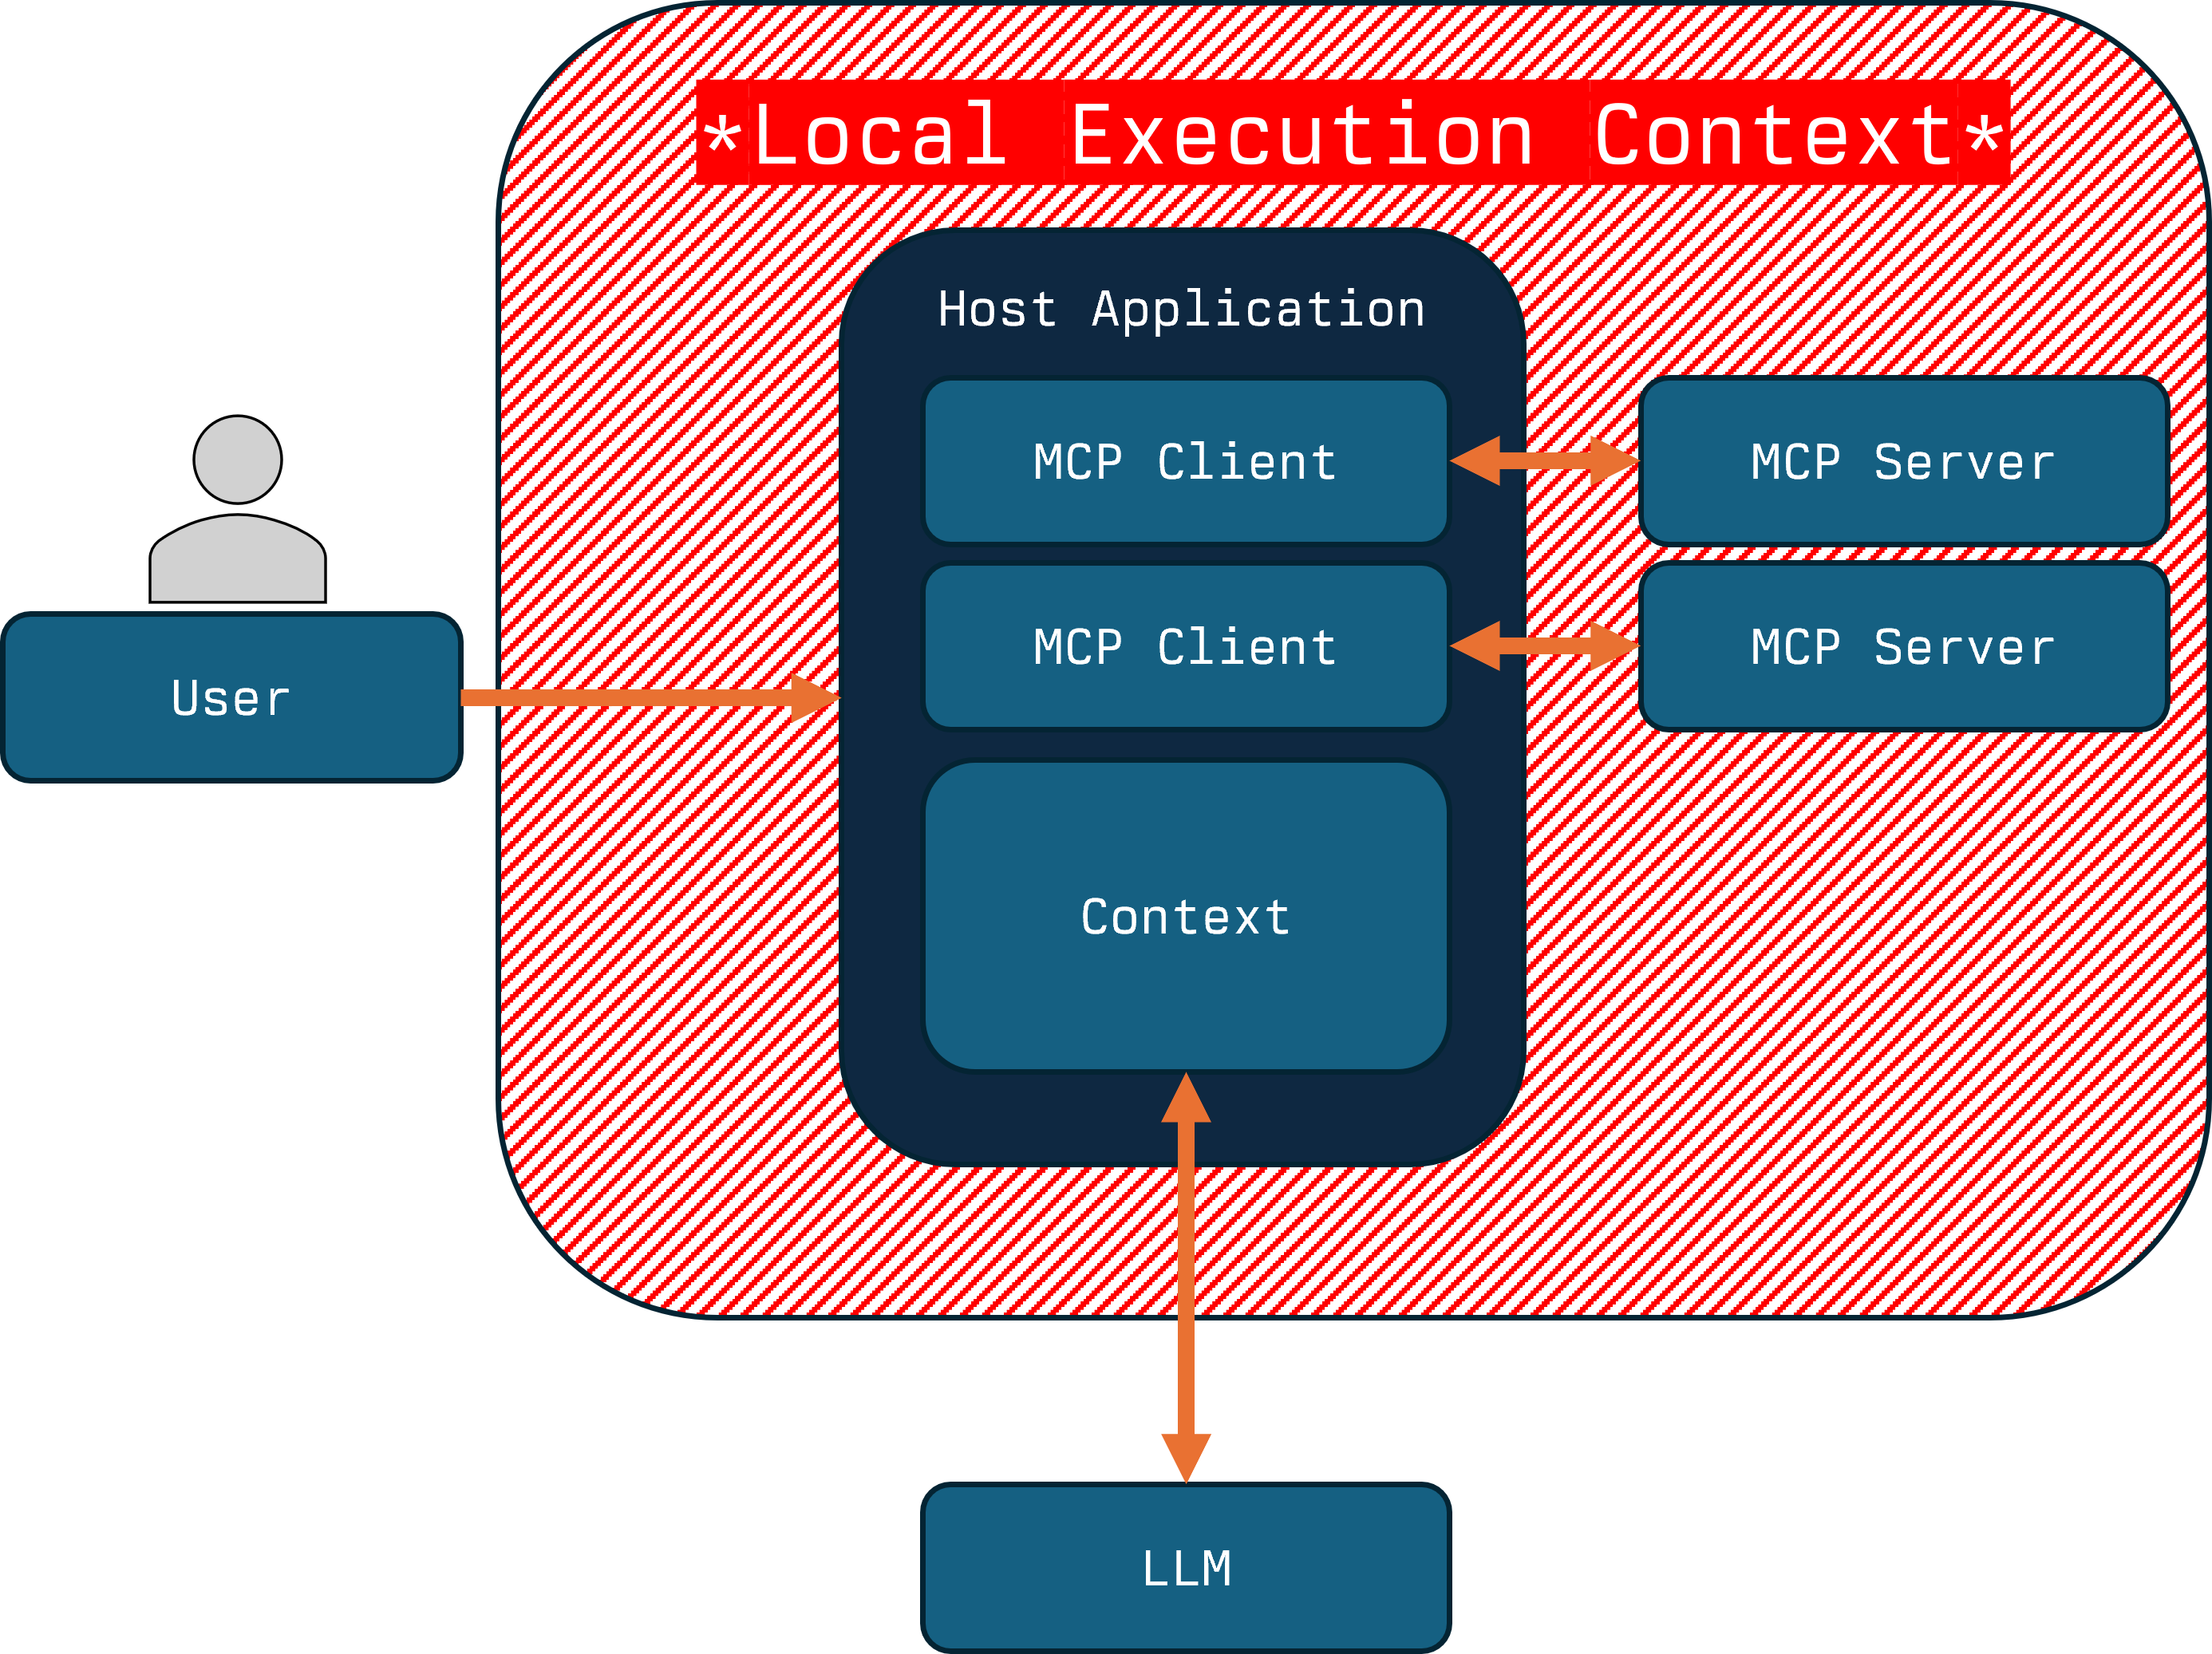 *Local Execution Context*
Host Application
MCP Client
MCP Server
MCP Client
MCP Server
User
Context
LLM